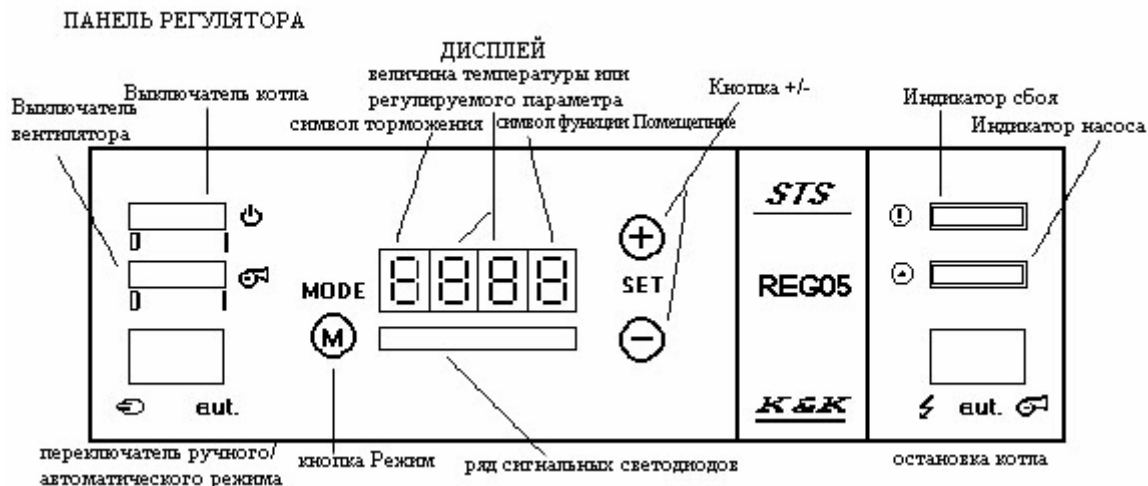 ПАНЕЛЬ РЕГУЛЯТОРА
ДИСПЛЕЙ
величина температуры или
регулируемого параметра
символ торможения
символ функции Помещепние
Выключатель котла
Выключатель
вентилятора
Кнопка +/-
Индикатор сбоя
Индикатор насоса
STS
MODE
8888
SET
REG05
M
aut.
K&K
aut.
переключатель ручного/
автоматического режима
кнопка Режим
ряд сигнальных светодиодов
остановка котла